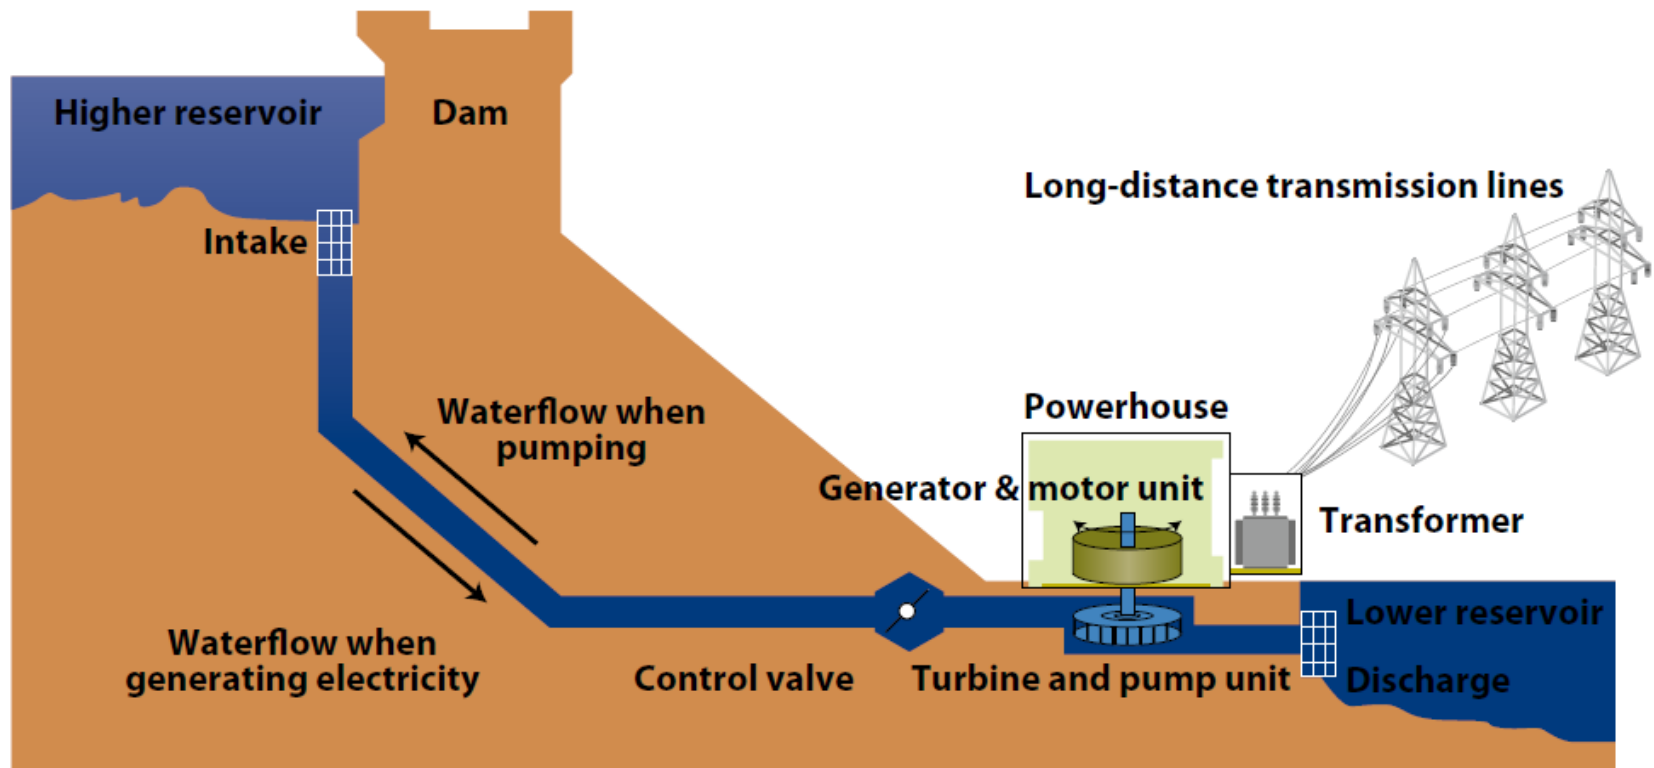 Higher reservoir
Dam
Long-distance transmission lines
Intake
Waterflow when
pumping
Powerhouse
Generator & motor unit
Transformer
Lower reservoir
Waterflow when
generating electricity
Control valve
Turbine and pump unit
Discharge